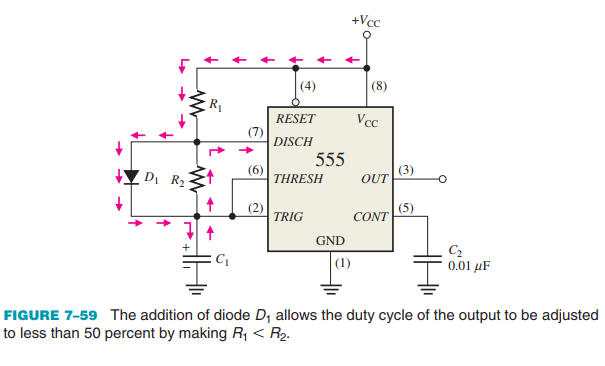 +VCC
(4)
(8)
R1
RESET
VCC
(7)
DISCH
555
D1
R2
(6)
THRESH
OUT
(3)
(2)
TRIG
CONT
(5)
GND
C1
(1)
C2
0.01 μF
FIGURE 7–59 The addition of diode D1 allows the duty cycle of the output to be adjusted
to less than 50 percent by making R1 < R2.
+
−